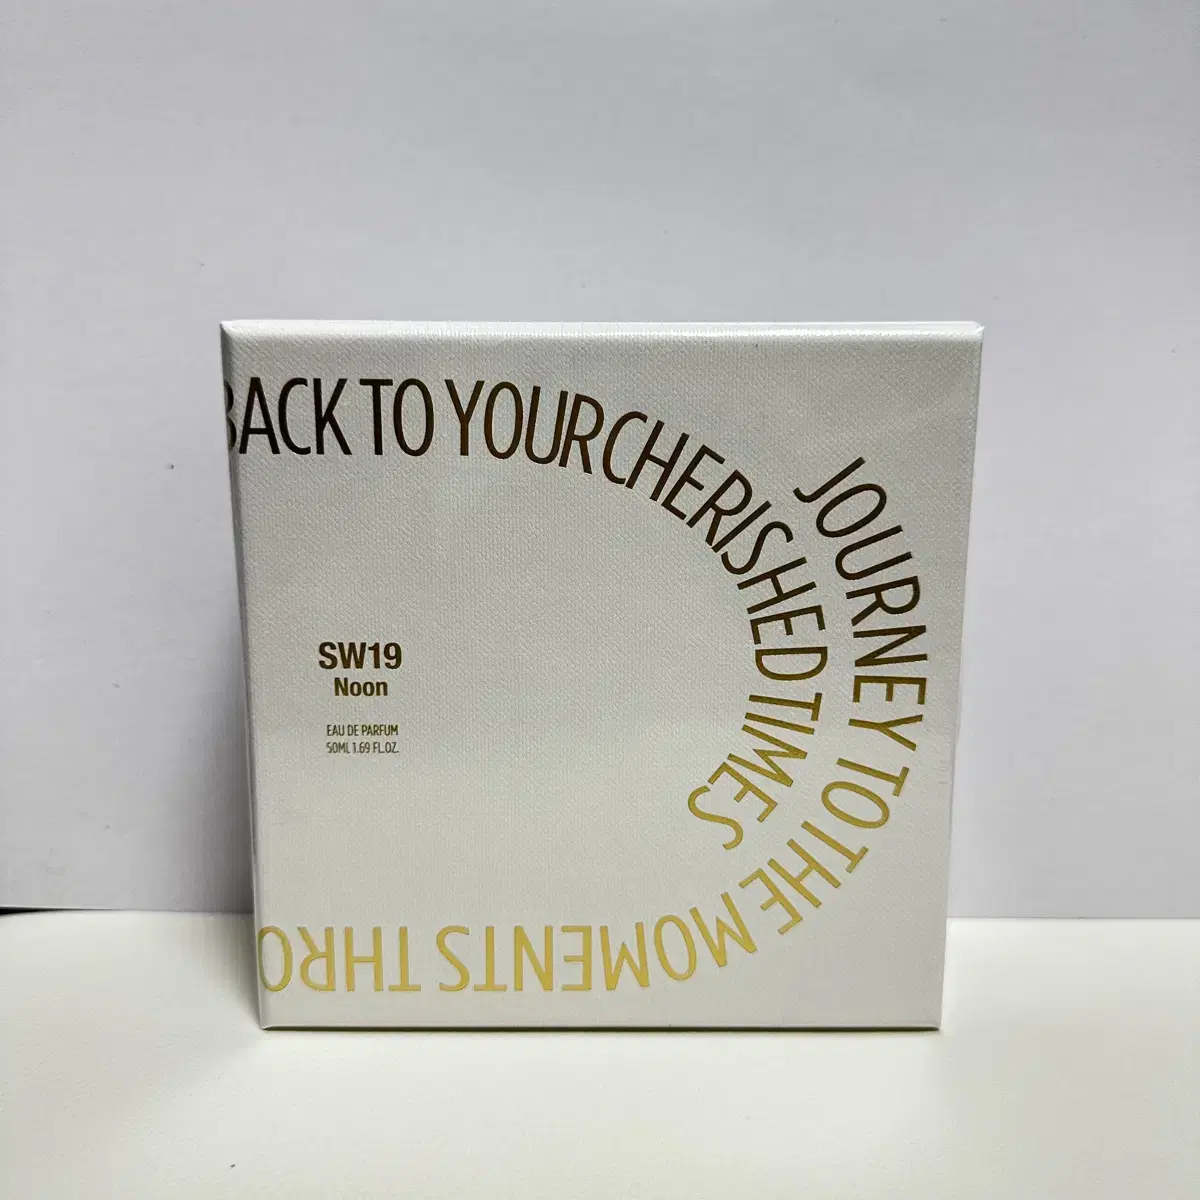 BACK TO YOUR CHERISHED TIMES
JOURNEY TO THE MOMENTS THRO
SW19
Noon
EAU DE PARFUM
50ML 1.69 FL.OZ.